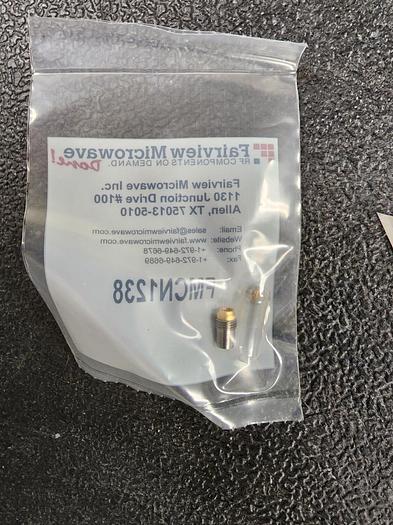 Fairview Microwave
RF COMPONENTS ON DEMAND.
Done!
Fairview Microwave Inc.
1130 Junction Drive #100
Allen, TX 75013-5010
Email: sales@fairviewmicrowave.com
Website: www.fairviewmicrowave.com
Phone: +1-972-649-6678
Fax: +1-972-649-6689
FMCN1238